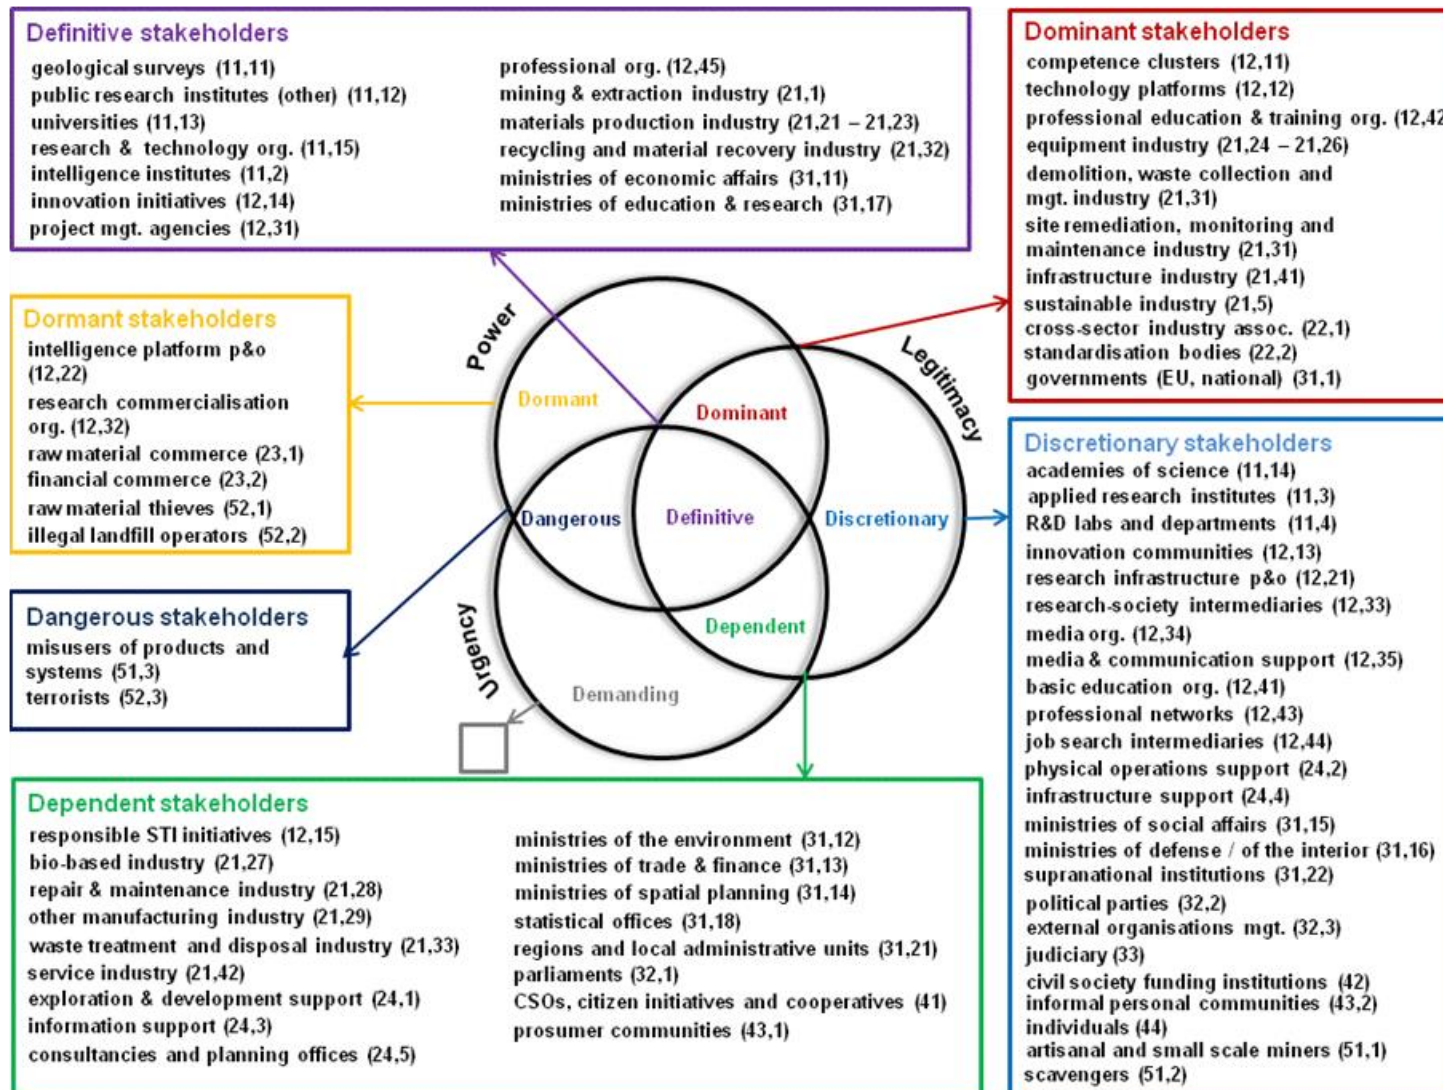 Definitive stakeholders
geological surveys (11,11)
public research institutes (other) (11,12)
universities (11,13)
research & technology org. (11,15)
intelligence institutes (11,2)
innovation initiatives (12,14)
project mgt. agencies (12,31)
professional org. (12,45)
mining & extraction industry (21,1)
materials production industry (21,21 – 21,23)
recycling and material recovery industry (21,32)
ministries of economic affairs (31,11)
ministries of education & research (31,17)
Dominant stakeholders
competence clusters (12,11)
technology platforms (12,12)
professional education & training org. (12,42
equipment industry (21,24 – 21,26)
demolition, waste collection and
mgt. industry (21,31)
site remediation, monitoring and
maintenance industry (21,31)
infrastructure industry (21,41)
sustainable industry (21,5)
cross-sector industry assoc. (22,1)
standardisation bodies (22,2)
governments (EU, national) (31,1)
Dormant stakeholders
intelligence platform p&o
(12,22)
research commercialisation
org. (12,32)
raw material commerce (23,1)
financial commerce (23,2)
raw material thieves (52,1)
illegal landfill operators (52,2)
Power
Legitimacy
Urgency
Dormant
Dominant
Dangerous
Definitive
Discretionary
Dependent
Demanding
Dangerous stakeholders
misusers of products and
systems (51,3)
terrorists (52,3)
Discretionary stakeholders
academies of science (11,14)
applied research institutes (11,3)
R&D labs and departments (11,4)
innovation communities (12,13)
research infrastructure p&o (12,21)
research-society intermediaries (12,33)
media org. (12,34)
media & communication support (12,35)
basic education org. (12,41)
professional networks (12,43)
job search intermediaries (12,44)
physical operations support (24,2)
infrastructure support (24,4)
ministries of social affairs (31,15)
ministries of defense / of the interior (31,16)
supranational institutions (31,22)
political parties (32,2)
external organisations mgt. (32,3)
judiciary (33)
civil society funding institutions (42)
informal personal communities (43,2)
individuals (44)
artisanal and small scale miners (51,1)
scavengers (51,2)
Dependent stakeholders
responsible STI initiatives (12,15)
bio-based industry (21,27)
repair & maintenance industry (21,28)
other manufacturing industry (21,29)
waste treatment and disposal industry (21,33)
service industry (21,42)
exploration & development support (24,1)
information support (24,3)
consultancies and planning offices (24,5)
ministries of the environment (31,12)
ministries of trade & finance (31,13)
ministries of spatial planning (31,14)
statistical offices (31,18)
regions and local administrative units (31,21)
parliaments (32,1)
CSOs, citizen initiatives and cooperatives (41)
prosumer communities (43,1)